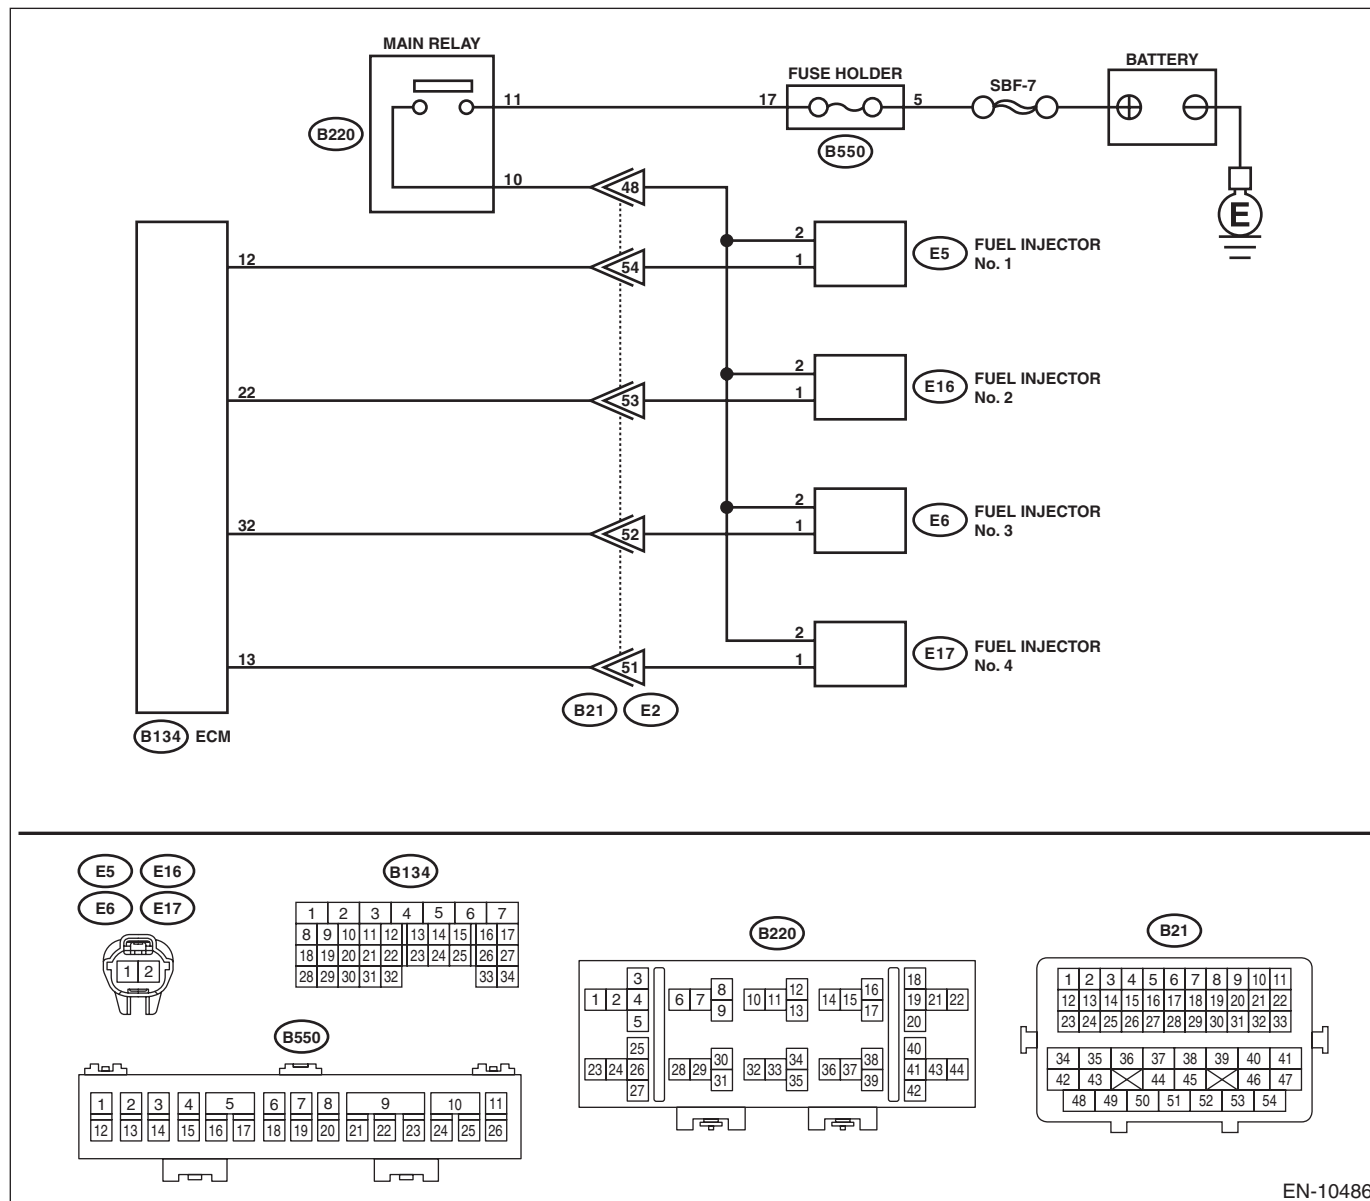 MAIN RELAY
BATTERY
FUSE HOLDER
SBF-7
11 17 5
B220
B550
10 48
E
2
12 54 1
E5 FUEL INJECTOR
No. 1
2
22 53 1
E16 FUEL INJECTOR
No. 2
2
32 52 1
E6 FUEL INJECTOR
No. 3
2
13 51 1
E17 FUEL INJECTOR
No. 4
B21 E2
B134 ECM
E5 E16
E6 E17
1 2
B134
1 2 3 4 5 6 7
8 9 10 11 12 13 14 15 16 17
18 19 20 21 22 23 24 25 26 27
28 29 30 31 32 33 34
B220
3 8 12 16 18
1 2 4 6 7 10 11 14 15 19 21 22
5 9 13 17 20
25 30 34 38 40
23 24 26 28 29 32 33 36 37 41 43 44
27 31 35 39 42
B21
1 2 3 4 5 6 7 8 9 10 11
12 13 14 15 16 17 18 19 20 21 22
23 24 25 26 27 28 29 30 31 32 33
34 35 36 37 38 39 40 41
42 43 44 45 46 47
48 49 50 51 52 53 54
B550
1 2 3 4 5 6 7 8 9 10 11
12 13 14 15 16 17 18 19 20 21 22 23 24 25 26
EN-10486